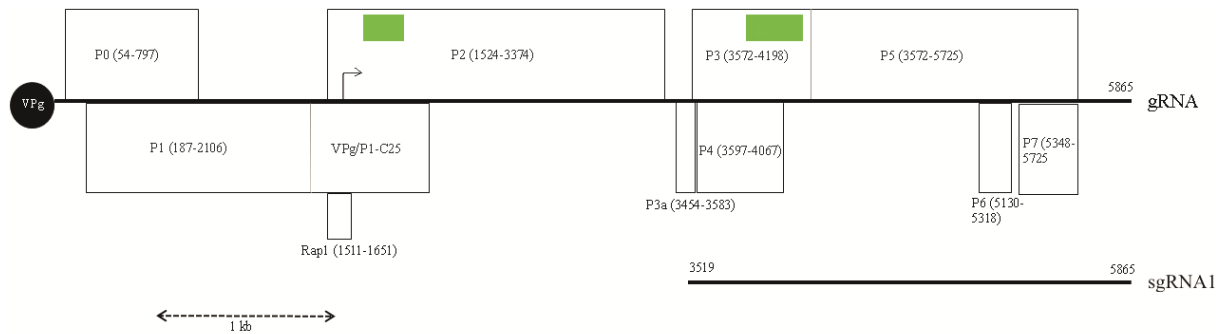 P0 (54-797)
P2 (1524-3374)
P3 (3572-4198)
P5 (3572-5725)
5865
VPg
gRNA
P1 (187-2106)
VPg/P1-C25
P4 (3597-4067)
P7 (5348-
5725
P3a (3454-3583)
P6 (5130-
5318)
Rap1 (1511-1651)
3519
5865
sgRNA1
1 kb